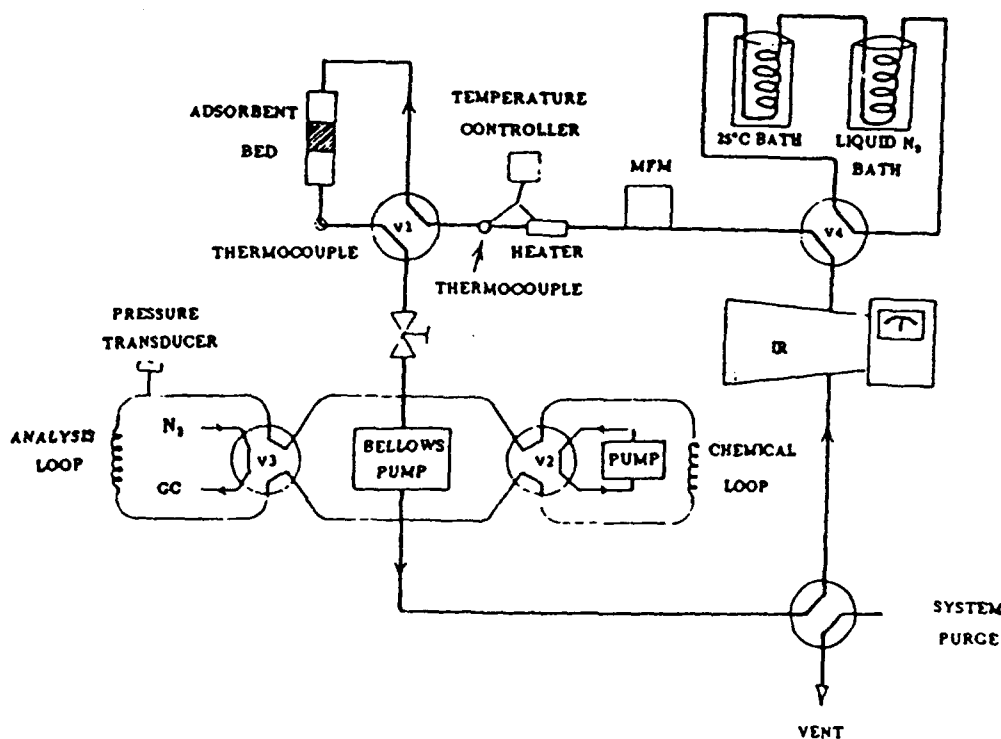 ADSORBENT
BED
TEMPERATURE
CONTROLLER
25°C BATH
LIQUID N2
BATH
MFM
V1
V4
THERMOCOUPLE
HEATER
THERMOCOUPLE
PRESSURE
TRANSDUCER
IR
ANALYSIS
LOOP
N2
GC
V3
BELLOWS
PUMP
V2
PUMP
CHEMICAL
LOOP
SYSTEM
PURGE
VENT